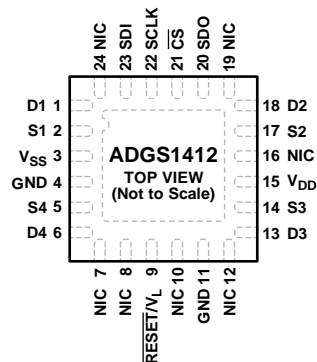 24 NIC
23 SDI
22 SCLK
21 C̅S̅
20 SDO
19 NIC
D1 1
S1 2
VSS 3
GND 4
S4 5
D4 6
ADGS1412
TOP VIEW
(Not to Scale)
18 D2
17 S2
16 NIC
15 VDD
14 S3
13 D3
NIC 7
NIC 8
R̅E̅S̅E̅T̅/VL 9
NIC 10
GND 11
NIC 12